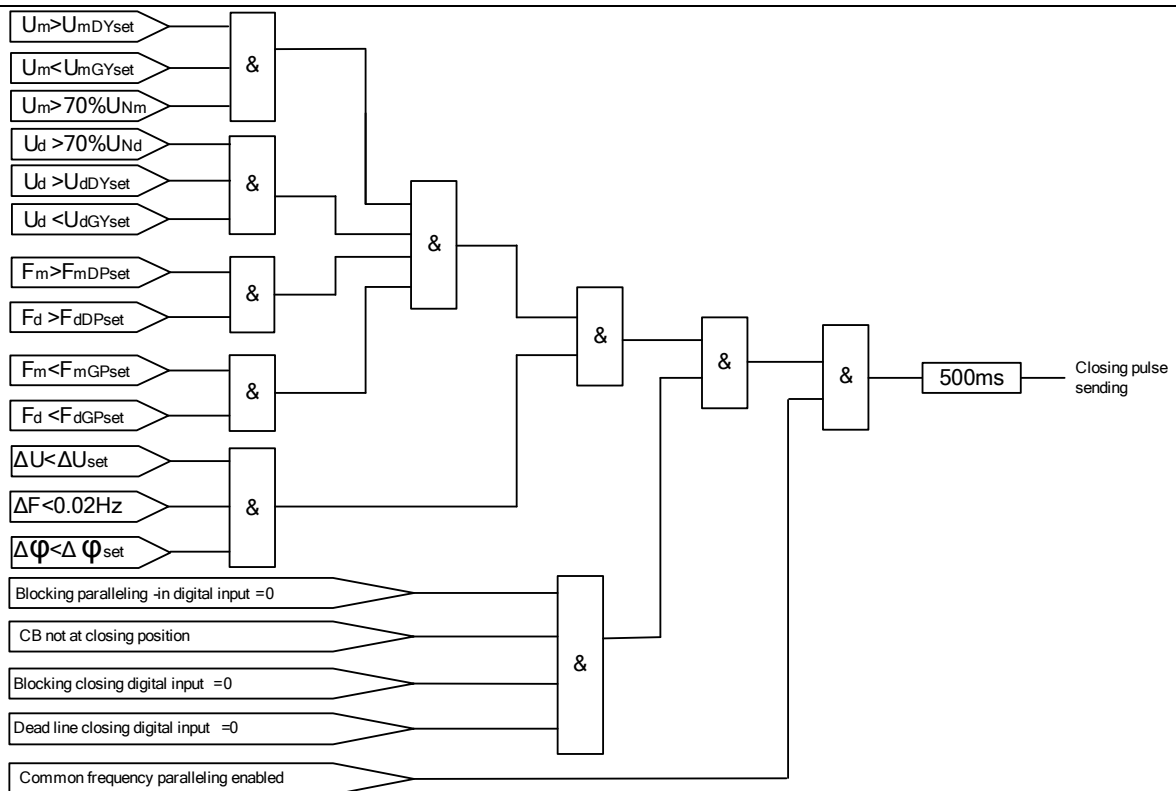 Um>UmDYset
Um<UmGYset
Um>70%UNm
&
Ud >70%UNd
Ud >UdDYset
Ud <UdGYset
&
&
Fm>FmDPset
Fd >FdDPset
&
Fm<FmGPset
Fd <FdGPset
&
&
&
&
500ms
Closing pulse
sending
ΔU<ΔUset
ΔF<0.02Hz
Δφ<Δ φset
&
Blocking paralleling -in digital input =0
CB not at closing position
Blocking closing digital input =0
Dead line closing digital input =0
&
Common frequency paralleling enabled